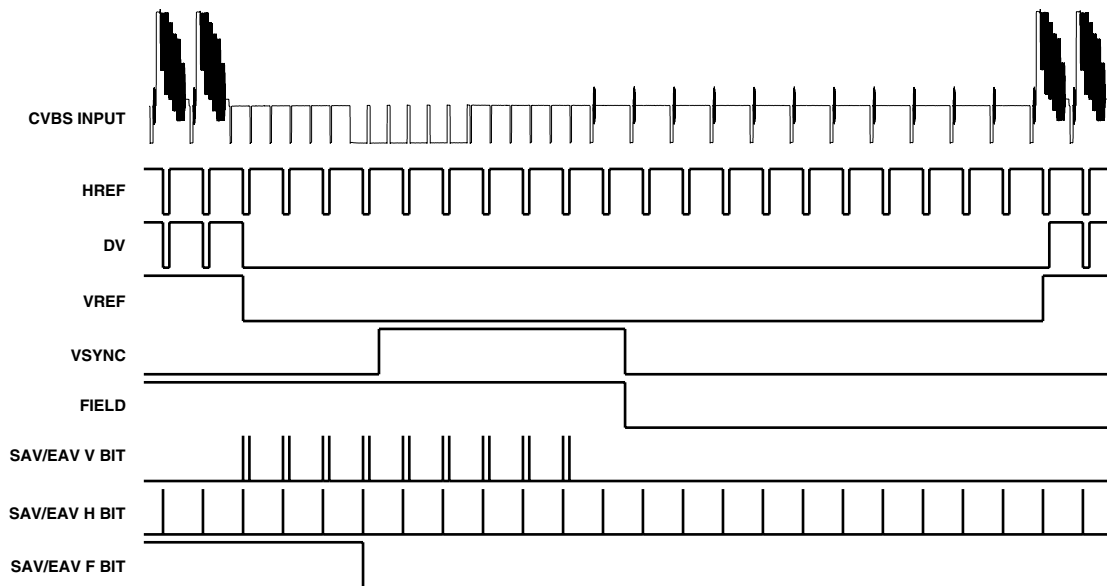 CVBS INPUT
HREF
DV
VREF
VSYNC
FIELD
SAV/EAV V BIT
SAV/EAV H BIT
SAV/EAV F BIT